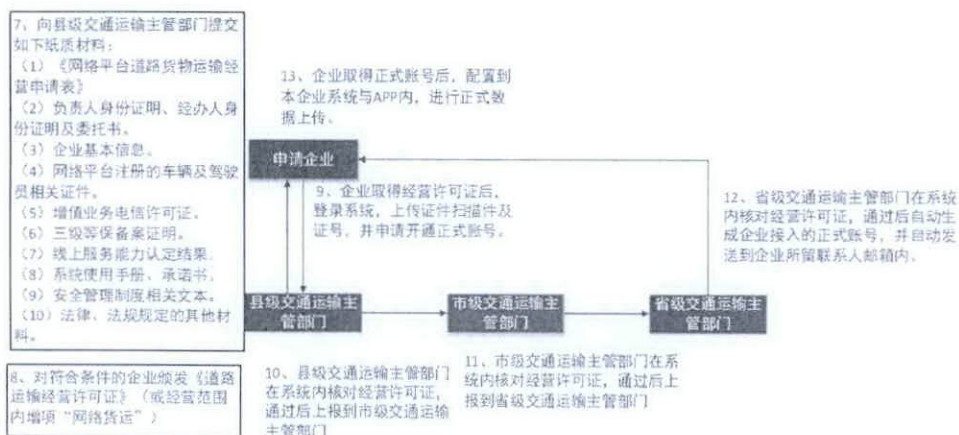 7、向县级交通运输主管部门提交
如下纸质材料：
（1）《网络平台道路货物运输经
营申请表》
（2）负责人身份证明、经办人身
份证明及委托书。
（3）企业基本信息。
（4）网络平台注册的车辆及驾驶
员相关证件。
（5）增值业务电信许可证。
（6）三级等保备案证明。
（7）线上服务能力认定结果。
（8）系统使用手册、承诺书。
（9）安全管理制度相关文本。
（10）法律、法规规定的其他材
料。
8、对符合条件的企业颁发《道路
运输经营许可证》（或经营范围
内增项“网络货运”）
13、企业取得正式账号后，配置到
本企业系统与APP内，进行正式数
据上传。
申请企业
9、企业取得经营许可证后，
登录系统，上传证件扫描件及
证号，并申请开通正式账号。
12、省级交通运输主管部门在系统
内核对经营许可证，通过后自动生
成企业接入的正式账号，并自动发
送到企业所留联系人邮箱内。
县级交通运输主
管部门
市级交通运输主
管部门
省级交通运输主
管部门
10、县级交通运输主管部门
在系统内核对经营许可证，
通过后上报到市级交通运输
主管部门
11、市级交通运输主管部门在系
统内核对经营许可证，通过后上
报到省级交通运输主管部门